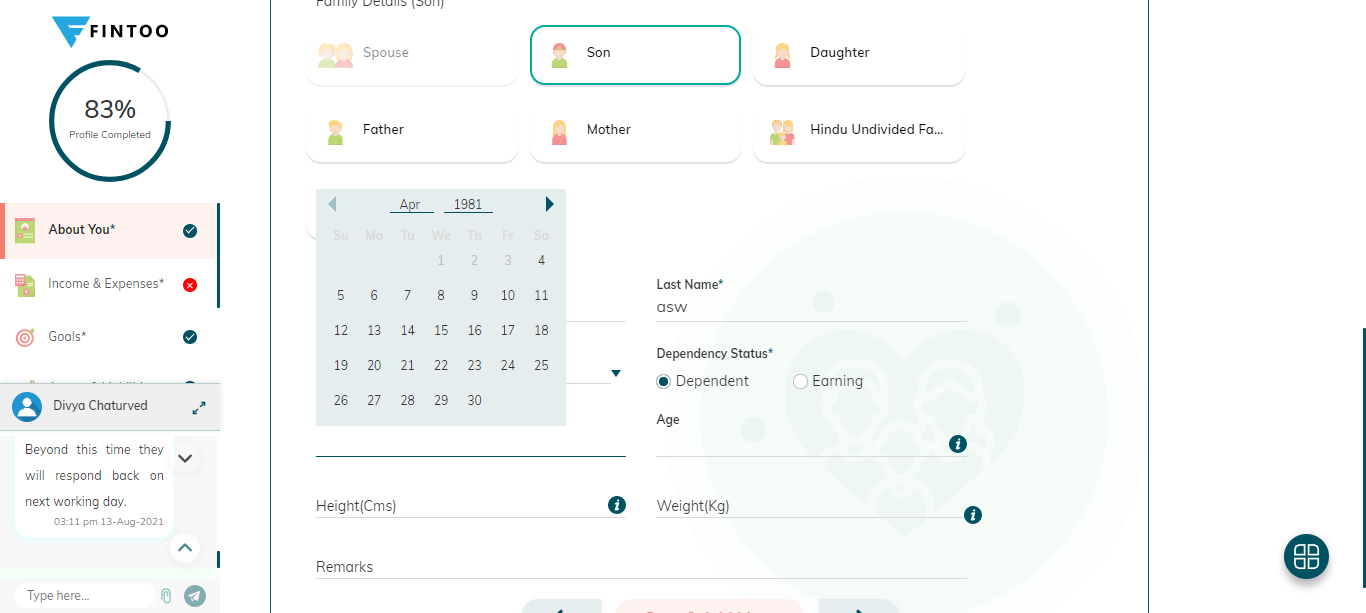 FINTOO
83%
Profile Completed
About You*
Income & Expenses*
Goals*
Divya Chaturved
Beyond this time they
will respond back on
next working day.
03:11 pm 13-Aug-2021
Type here...
Family Details (Son)
Spouse
Son
Daughter
Father
Mother
Hindu Undivided Fa...
Apr 1981
Su Mo Tu We Th Fr Sa
1 2 3 4
5 6 7 8 9 10 11
12 13 14 15 16 17 18
19 20 21 22 23 24 25
26 27 28 29 30
Last Name*
asw
Dependency Status*
Dependent
Earning
Age
Height(Cms)
Weight(Kg)
Remarks